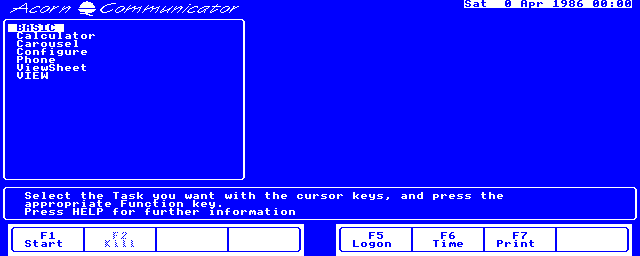 Acorn Communicator
Sat 0 Apr 1986 00:00
BASIC
Calculator
Carousel
Configure
Phone
ViewSheet
VIEW
Select the Task you want with the cursor keys, and press the
appropriate Function key.
Press HELP for further information
F1 F2 F5 F6 F7
Start Kill Logon Time Print